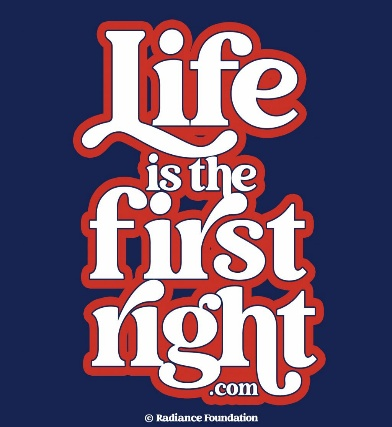 Life
is the
first
right
.com
© Radiance Foundation